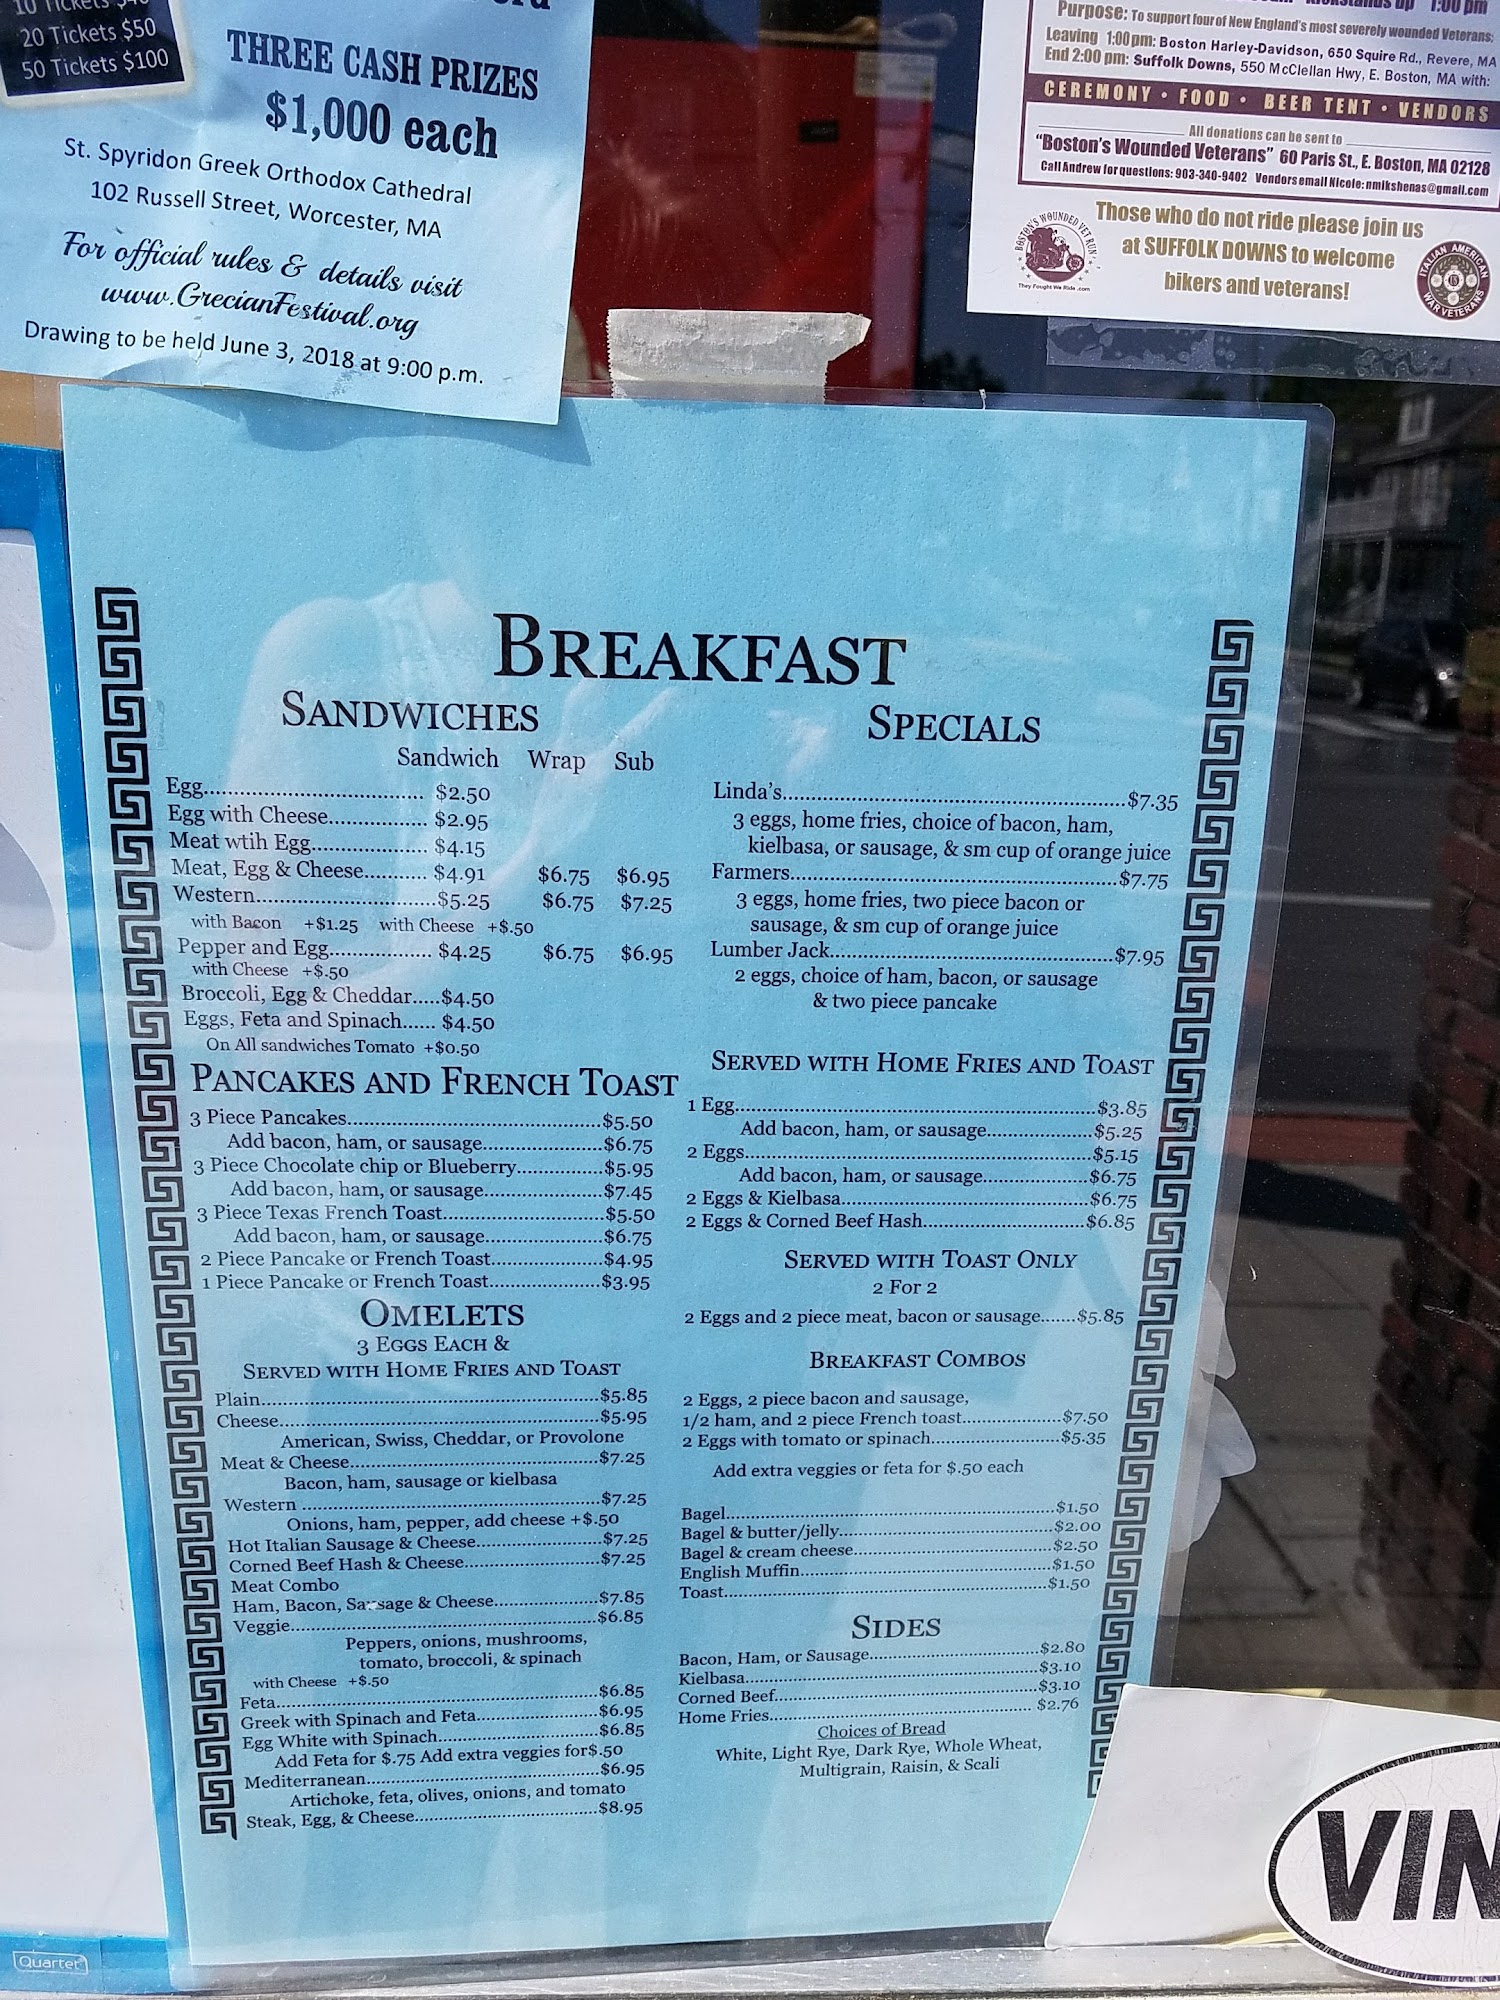 10 Tickets $40
20 Tickets $50
50 Tickets $100
THREE CASH PRIZES
$1,000 each
St. Spyridon Greek Orthodox Cathedral
102 Russell Street, Worcester, MA
For official rules & details visit
www.GrecianFestival.org
Drawing to be held June 3, 2018 at 9:00 p.m.
Kickstands up 1:00 pm
Purpose: To support four of New England's most severely wounded Veterans:
Leaving 1:00pm: Boston Harley-Davidson, 650 Squire Rd., Revere, MA
End 2:00 pm: Suffolk Downs, 550 McClellan Hwy, E. Boston, MA with:
CEREMONY • FOOD • BEER TENT • VENDORS
All donations can be sent to
"Boston's Wounded Veterans" 60 Paris St., E. Boston, MA 02128
Call Andrew for questions: 903-340-9402 Vendors email Nicole: nmikshenas@gmail.com
Those who do not ride please join us
at SUFFOLK DOWNS to welcome
bikers and veterans!
BOSTON'S WOUNDED VET RUN
They Fought We Ride .com
ITALIAN AMERICAN
WAR VETERANS
BREAKFAST
SANDWICHES
Sandwich Wrap Sub
Egg.................................. $2.50
Egg with Cheese................ $2.95
Meat wtih Egg.................... $4.15
Meat, Egg & Cheese........... $4.91 $6.75 $6.95
Western...............................$5.25 $6.75 $7.25
with Bacon +$1.25 with Cheese +$.50
Pepper and Egg.................. $4.25 $6.75 $6.95
with Cheese +$.50
Broccoli, Egg & Cheddar.....$4.50
Eggs, Feta and Spinach...... $4.50
On All sandwiches Tomato +$0.50
PANCAKES AND FRENCH TOAST
3 Piece Pancakes............................................$5.50
Add bacon, ham, or sausage.....................$6.75
3 Piece Chocolate chip or Blueberry...............$5.95
Add bacon, ham, or sausage.....................$7.45
3 Piece Texas French Toast............................$5.50
Add bacon, ham, or sausage.....................$6.75
2 Piece Pancake or French Toast....................$4.95
1 Piece Pancake or French Toast....................$3.95
OMELETS
3 EGGS EACH &
SERVED WITH HOME FRIES AND TOAST
Plain.............................................................$5.85
Cheese..........................................................$5.95
American, Swiss, Cheddar, or Provolone
Meat & Cheese.............................................$7.25
Bacon, ham, sausage or kielbasa
Western ......................................................$7.25
Onions, ham, pepper, add cheese +$.50
Hot Italian Sausage & Cheese.......................$7.25
Corned Beef Hash & Cheese.........................$7.25
Meat Combo
Ham, Bacon, Sausage & Cheese...................$7.85
Veggie.........................................................$6.85
Peppers, onions, mushrooms,
tomato, broccoli, & spinach
with Cheese +$.50
Feta.............................................................$6.85
Greek with Spinach and Feta.......................$6.95
Egg White with Spinach..............................$6.85
Add Feta for $.75 Add extra veggies for$.50
Mediterranean............................................$6.95
Artichoke, feta, olives, onions, and tomato
Steak, Egg, & Cheese...................................$8.95
SPECIALS
Linda's............................................................$7.35
3 eggs, home fries, choice of bacon, ham,
kielbasa, or sausage, & sm cup of orange juice
Farmers.........................................................$7.75
3 eggs, home fries, two piece bacon or
sausage, & sm cup of orange juice
Lumber Jack..................................................$7.95
2 eggs, choice of ham, bacon, or sausage
& two piece pancake
SERVED WITH HOME FRIES AND TOAST
1 Egg...............................................................$3.85
Add bacon, ham, or sausage...................$5.25
2 Eggs.............................................................$5.15
Add bacon, ham, or sausage...................$6.75
2 Eggs & Kielbasa............................................$6.75
2 Eggs & Corned Beef Hash.............................$6.85
SERVED WITH TOAST ONLY
2 For 2
2 Eggs and 2 piece meat, bacon or sausage.......$5.85
BREAKFAST COMBOS
2 Eggs, 2 piece bacon and sausage,
1/2 ham, and 2 piece French toast...................$7.50
2 Eggs with tomato or spinach.........................$5.35
Add extra veggies or feta for $.50 each
Bagel..............................................................$1.50
Bagel & butter/jelly.........................................$2.00
Bagel & cream cheese......................................$2.50
English Muffin.................................................$1.50
Toast...............................................................$1.50
SIDES
Bacon, Ham, or Sausage.................................$2.80
Kielbasa..........................................................$3.10
Corned Beef....................................................$3.10
Home Fries..................................................... $2.76
Choices of Bread
White, Light Rye, Dark Rye, Whole Wheat,
Multigrain, Raisin, & Scali
VIN
Quartet